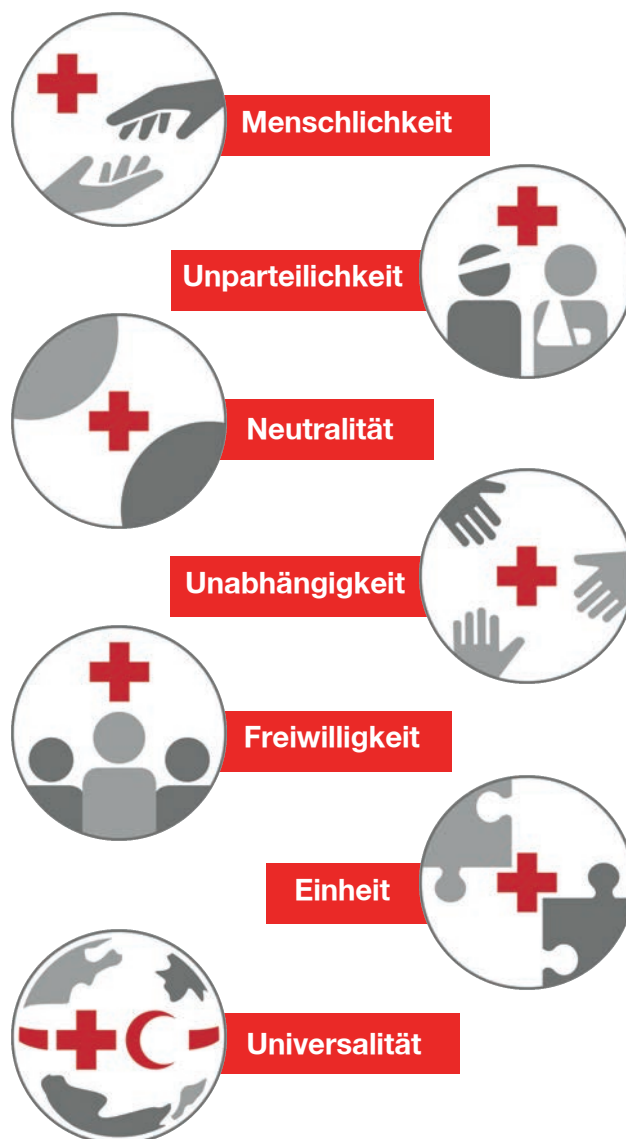 Menschlichkeit
Unparteilichkeit
Neutralität
Unabhängigkeit
Freiwilligkeit
Einheit
Universalität